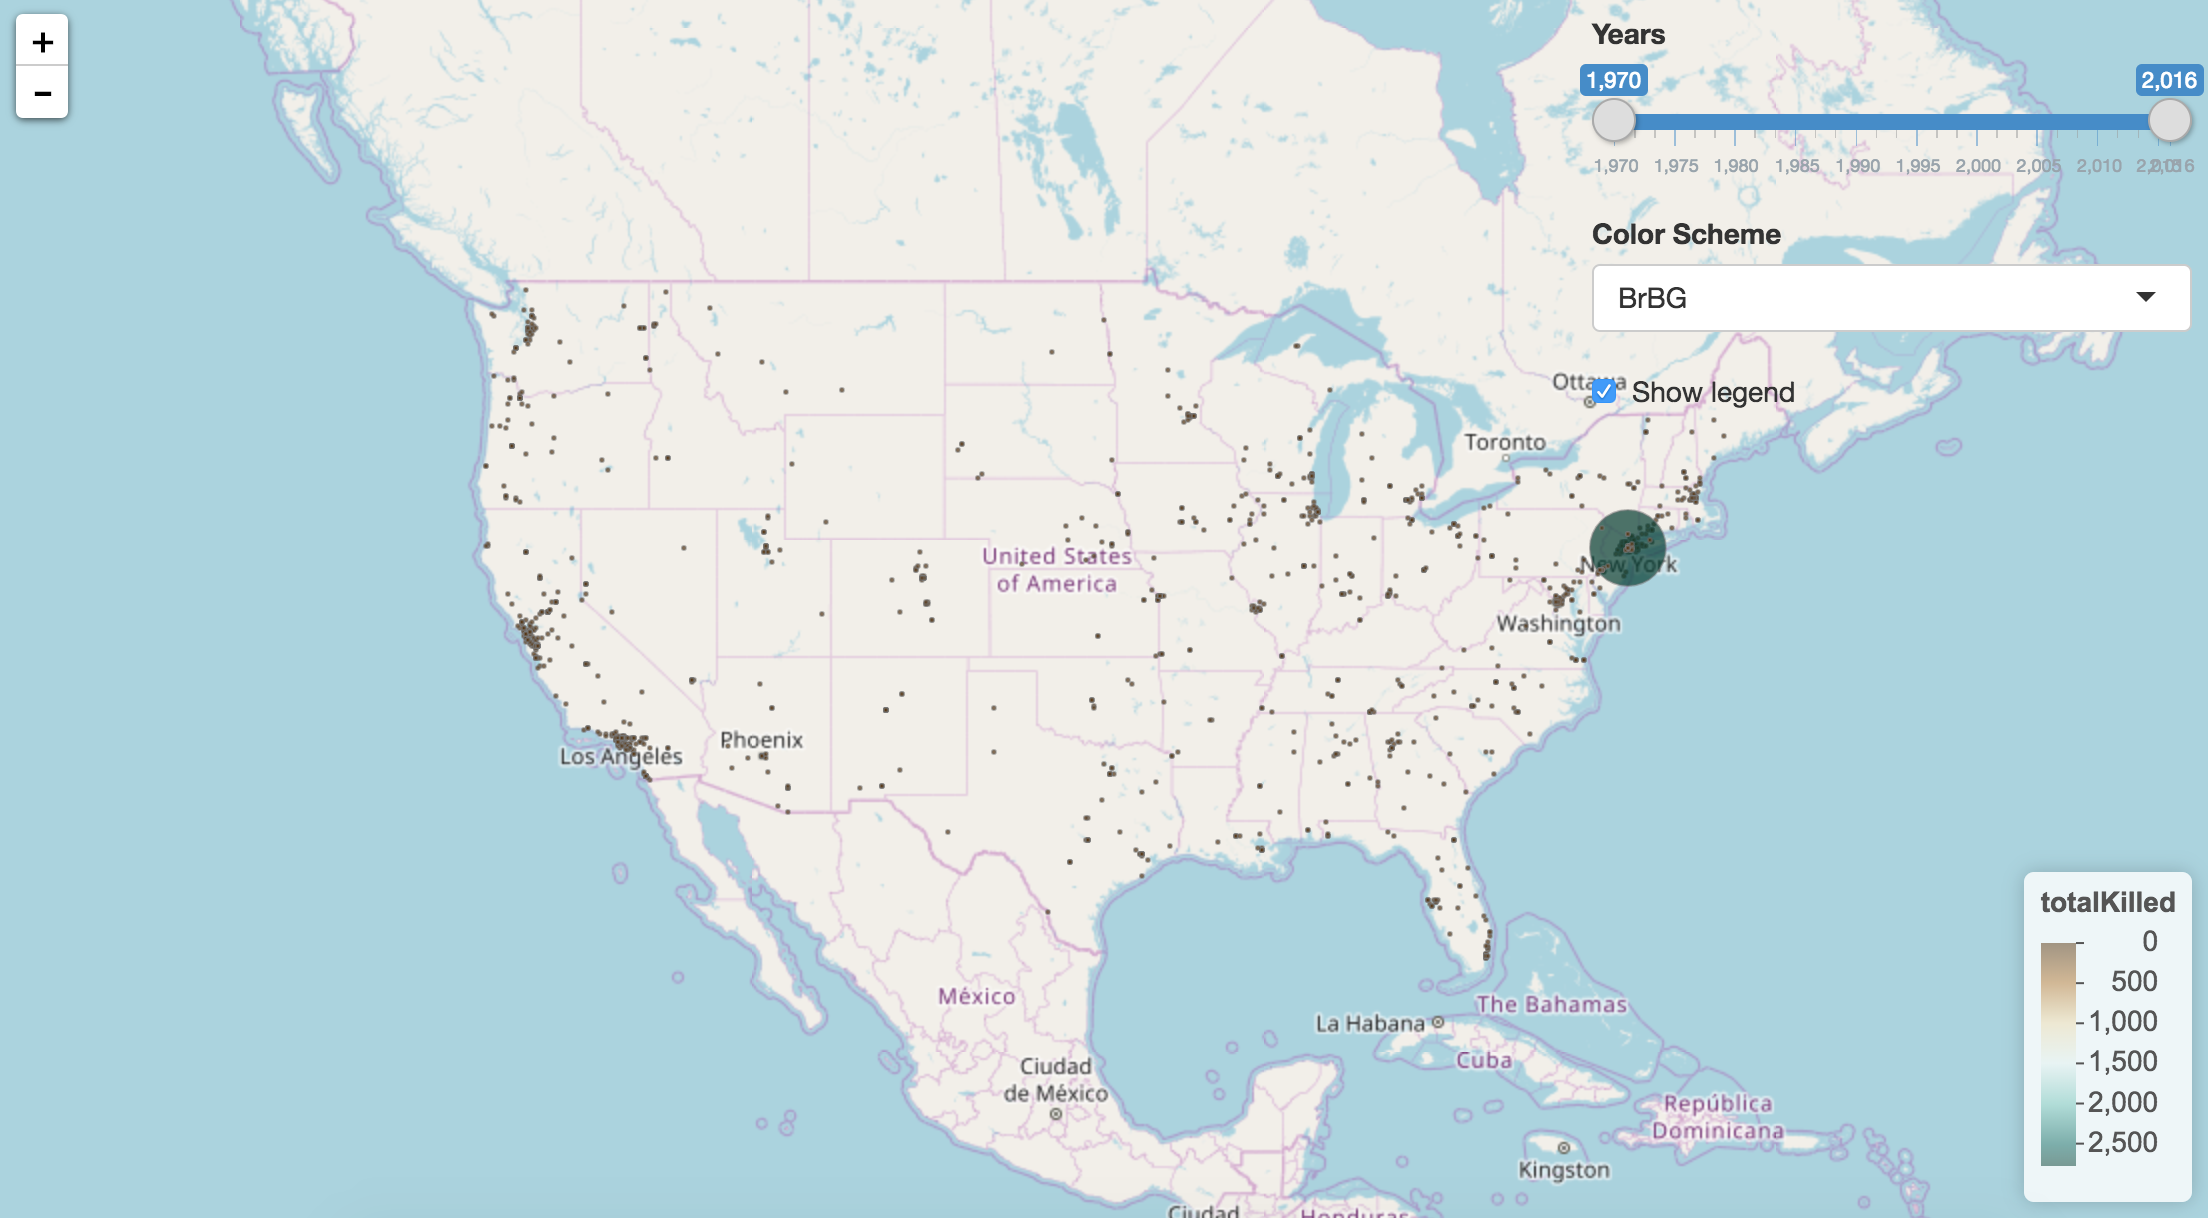 +
−
Years
1,970
2,016
1,970 1,975 1,980 1,985 1,990 1,995 2,000 2,005 2,010
Color Scheme
BrBG
Show legend
Toronto
New York
United States
of America
Washington
Phoenix
Los Angeles
México
The Bahamas
La Habana
Cuba
Ciudad
de México
República
Dominicana
Kingston
Ciudad
Honduras
totalKilled
0
500
1,000
1,500
2,000
2,500